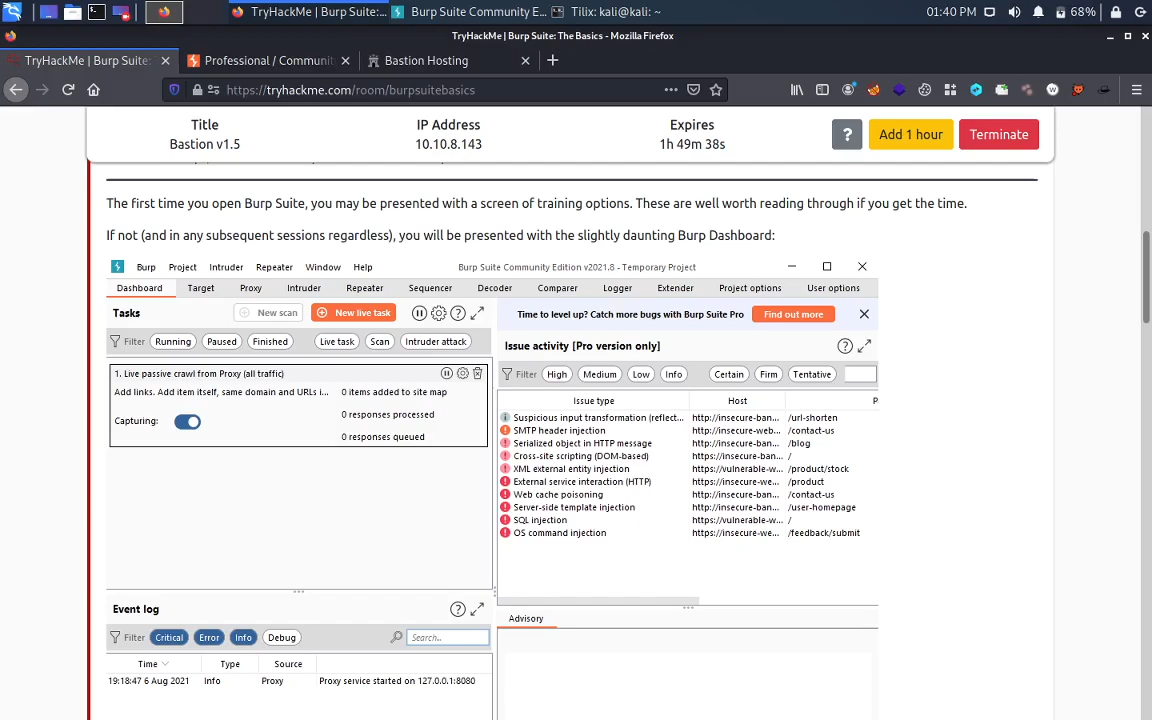 TryHackMe | Burp Suite:...
Burp Suite Community E...
Tilix: kali@kali: ~
01:40 PM
68%
TryHackMe | Burp Suite: The Basics - Mozilla Firefox
TryHackMe | Burp Suite:
Professional / Communit
Bastion Hosting
https://tryhackme.com/room/burpsuitebasics
Title
IP Address
Expires
Bastion v1.5
10.10.8.143
1h 49m 38s
?
Add 1 hour
Terminate
The first time you open Burp Suite, you may be presented with a screen of training options. These are well worth reading through if you get the time.
If not (and in any subsequent sessions regardless), you will be presented with the slightly daunting Burp Dashboard:
Burp Project Intruder Repeater Window Help
Burp Suite Community Edition v2021.8 - Temporary Project
Dashboard Target Proxy Intruder Repeater Sequencer Decoder Comparer Logger Extender Project options User options
Tasks
New scan
New live task
Filter Running Paused Finished Live task Scan Intruder attack
1. Live passive crawl from Proxy (all traffic)
Add links. Add item itself, same domain and URLs i...
0 items added to site map
Capturing:
0 responses processed
0 responses queued
Time to level up? Catch more bugs with Burp Suite Pro
Find out more
Issue activity [Pro version only]
Filter High Medium Low Info Certain Firm Tentative
Issue type Host P
Suspicious input transformation (reflect... http://insecure-ban... /url-shorten
SMTP header injection http://insecure-web... /contact-us
Serialized object in HTTP message http://insecure-ban... /blog
Cross-site scripting (DOM-based) https://insecure-ban... /
XML external entity injection https://vulnerable-w... /product/stock
External service interaction (HTTP) https://insecure-we... /product
Web cache poisoning http://insecure-ban... /contact-us
Server-side template injection http://insecure-ban... /user-homepage
SQL injection https://vulnerable-w... /
OS command injection https://insecure-we... /feedback/submit
Event log
Filter Critical Error Info Debug
Search...
Time Type Source
19:18:47 6 Aug 2021 Info Proxy Proxy service started on 127.0.0.1:8080
Advisory